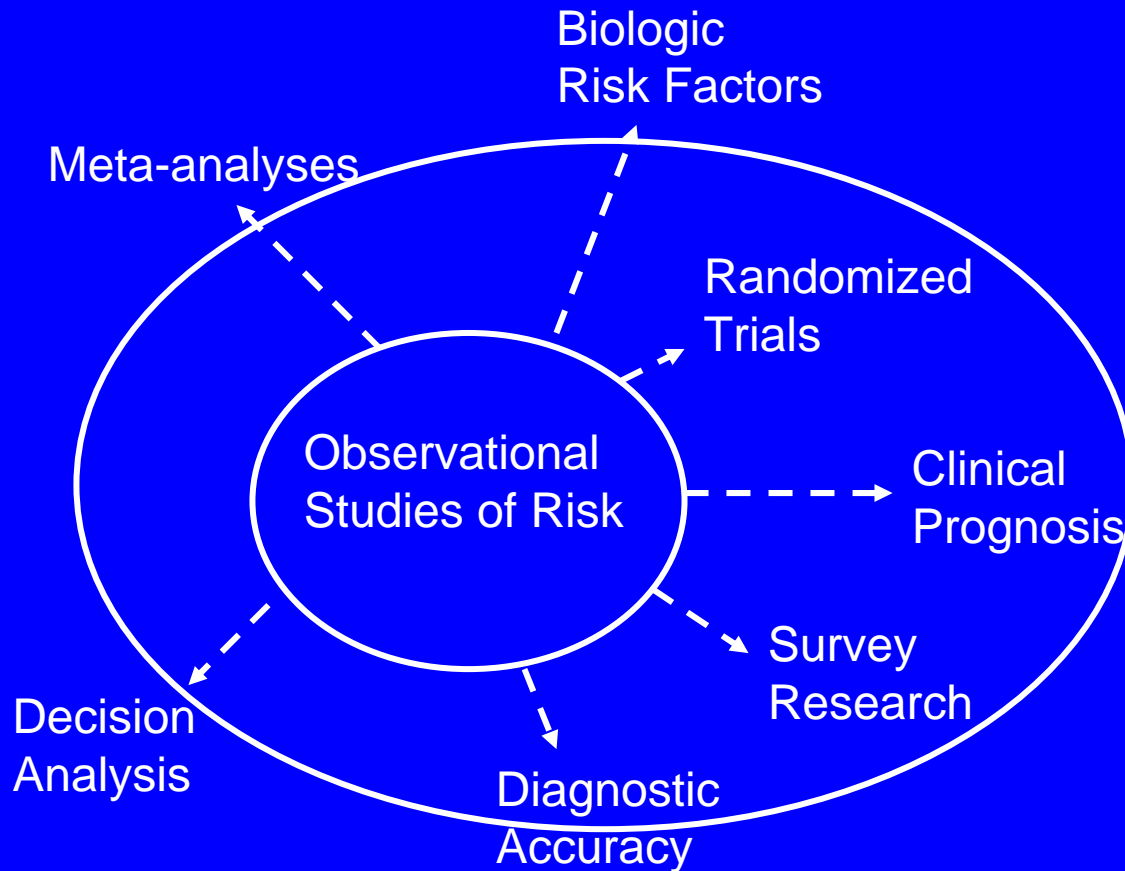 Biologic
Risk Factors
Meta-analyses
Randomized
Trials
Observational
Studies of Risk
Clinical
Prognosis
Survey
Research
Decision
Analysis
Diagnostic
Accuracy